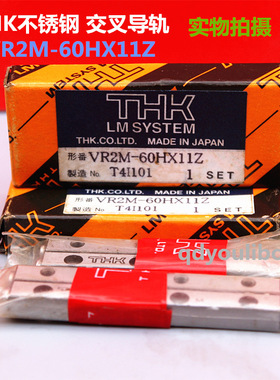 HK不锈钢 交叉导轨
VR2M-60HX11Z
实物拍摄
THK
LM SYSTEM
THK CO.LTD. MADE IN JAPAN
形番 VR2M-60HX11Z
製造 No T4I101 1 SET
THK CO.LTD. MADE IN JAPAN
形番 VR2M-60HX11Z
製造 No T4I101 1 SET
qdyoulibo
THK